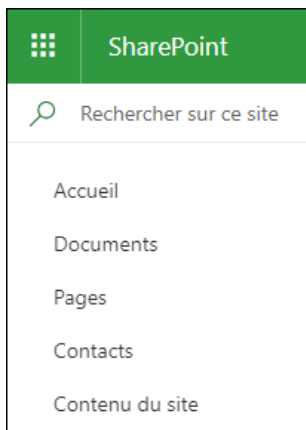 SharePoint
Rechercher sur ce site
Accueil
Documents
Pages
Contacts
Contenu du site